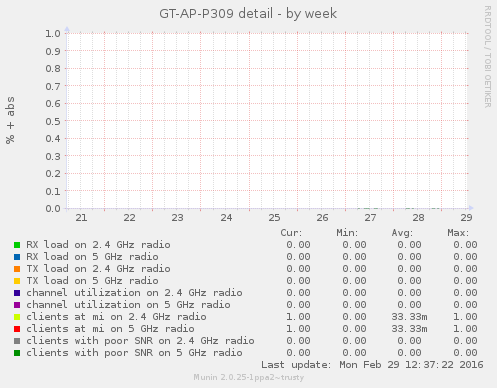 GT-AP-P309 detail - by week
RRDTOOL / TOBI OETIKER
% + abs
1.0
0.9
0.8
0.7
0.6
0.5
0.4
0.3
0.2
0.1
0.0
21 22 23 24 25 26 27 28 29
Cur: Min: Avg: Max:
RX load on 2.4 GHz radio 0.00 0.00 0.00 0.00
RX load on 5 GHz radio 0.00 0.00 0.00 0.00
TX load on 2.4 GHz radio 0.00 0.00 0.00 0.00
TX load on 5 GHz radio 0.00 0.00 0.00 0.00
channel utilization on 2.4 GHz radio 0.00 0.00 0.00 0.00
channel utilization on 5 GHz radio 0.00 0.00 0.00 0.00
clients at mi on 2.4 GHz radio 1.00 0.00 33.33m 1.00
clients at mi on 5 GHz radio 1.00 0.00 33.33m 1.00
clients with poor SNR on 2.4 GHz radio 0.00 0.00 0.00 0.00
clients with poor SNR on 5 GHz radio 0.00 0.00 0.00 0.00
Last update: Mon Feb 29 12:37:22 2016
Munin 2.0.25-1ppa2~trusty